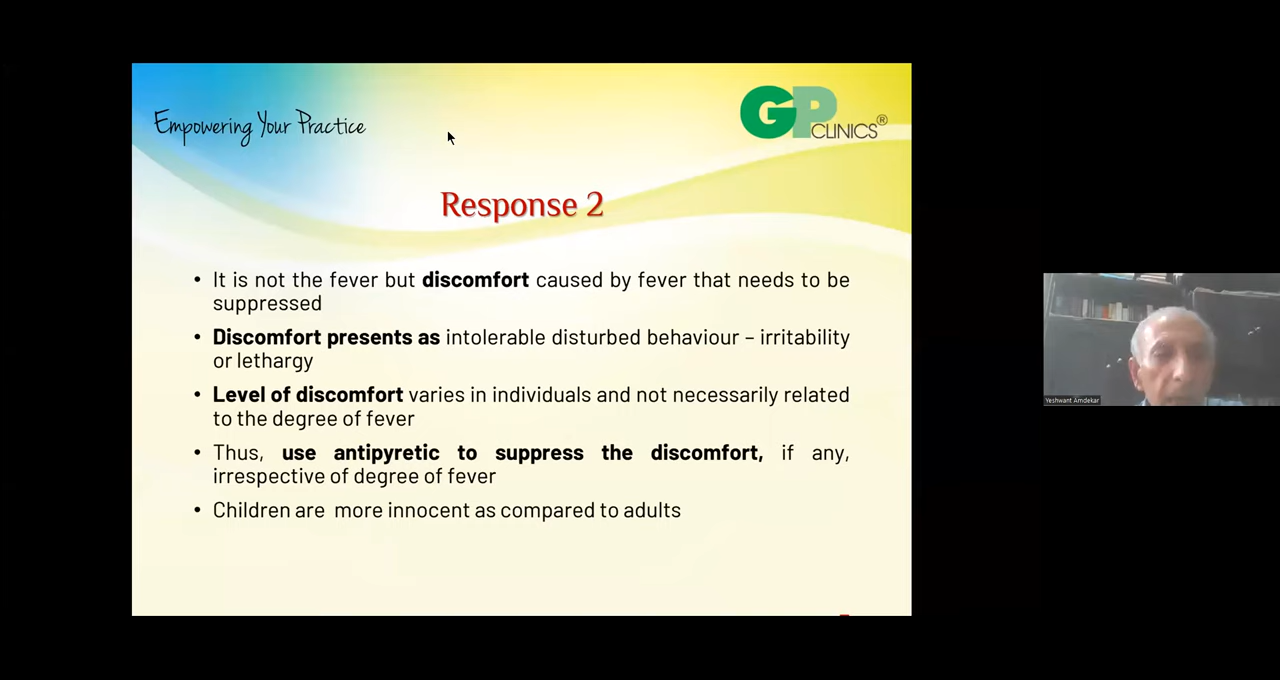 Empowering Your Practice
GP CLINICS®
Response 2
• It is not the fever but discomfort caused by fever that needs to be
suppressed
• Discomfort presents as intolerable disturbed behaviour – irritability
or lethargy
• Level of discomfort varies in individuals and not necessarily related
to the degree of fever
• Thus, use antipyretic to suppress the discomfort, if any,
irrespective of degree of fever
• Children are more innocent as compared to adults
Yeshwant Amdekar